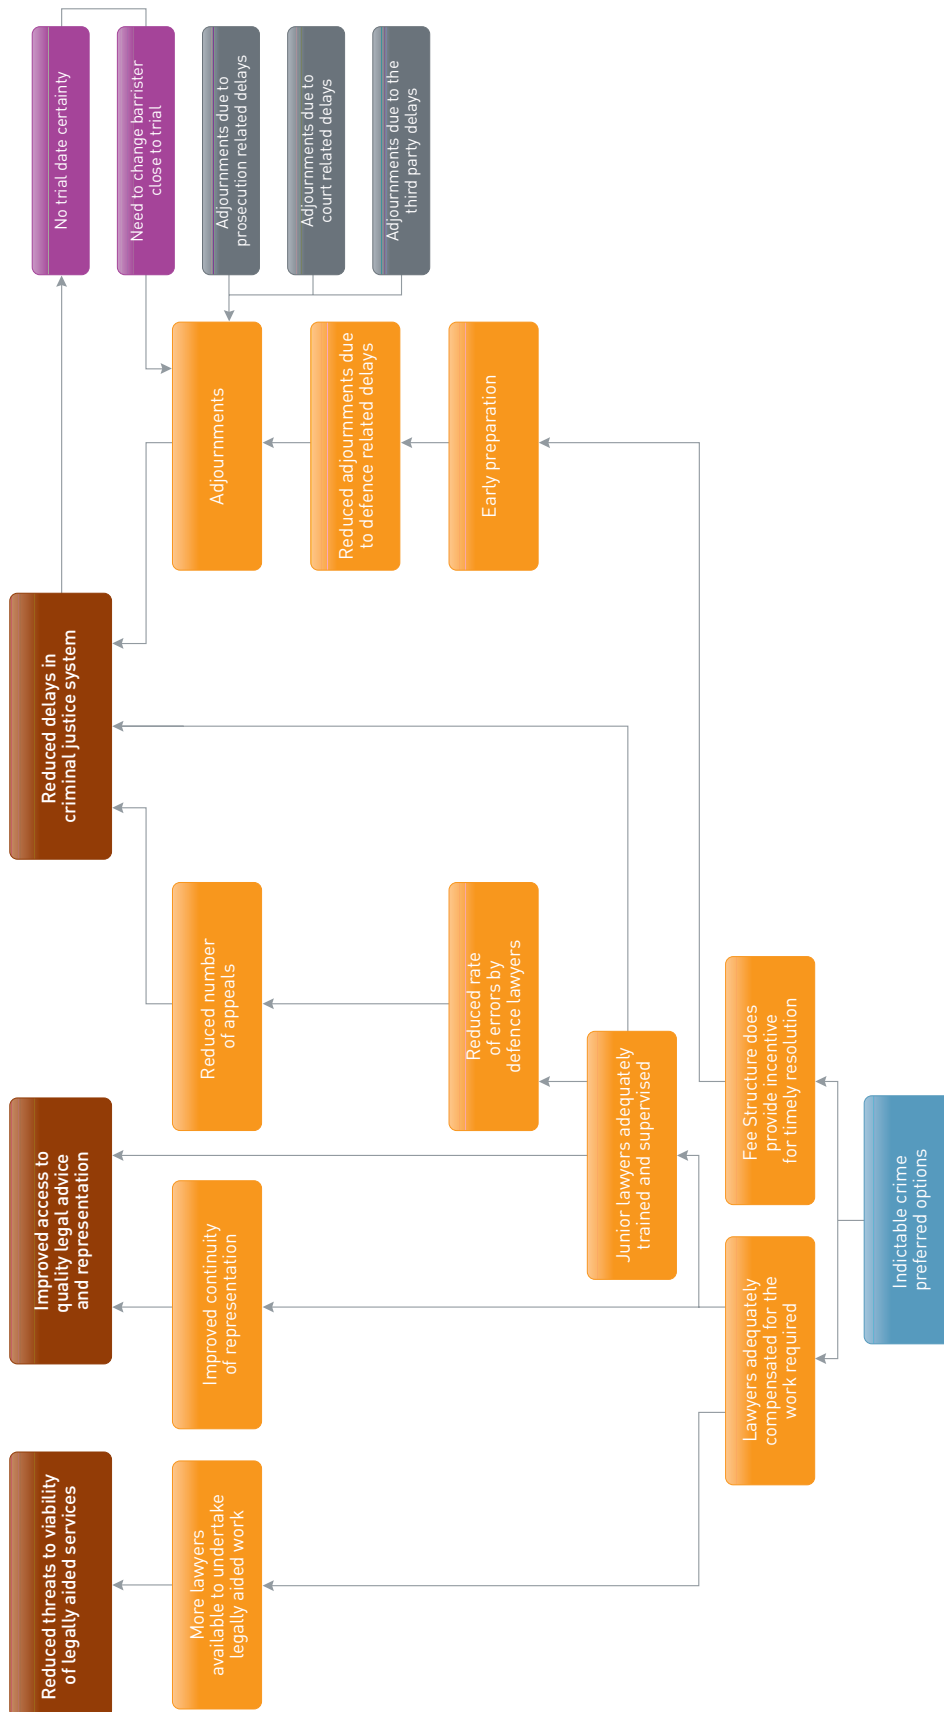 Reduced threats to viability
of legally aided services
Improved access to
quality legal advice
and representation
Reduced delays in
criminal justice system
No trial date certainty
Need to change barrister
close to trial
Adjournments due to
prosecution related delays
Adjournments due to
court related delays
Adjournments due to the
third party delays
More lawyers
available to undertake
legally aided work
Improved continuity
of representation
Reduced number
of appeals
Adjournments
Reduced adjournments due
to defence related delays
Reduced rate
of errors by
defence lawyers
Early preparation
Junior lawyers adequately
trained and supervised
Lawyers adequately
compensated for the
work required
Fee Structure does
provide incentive
for timely resolution
Indictable crime
preferred options